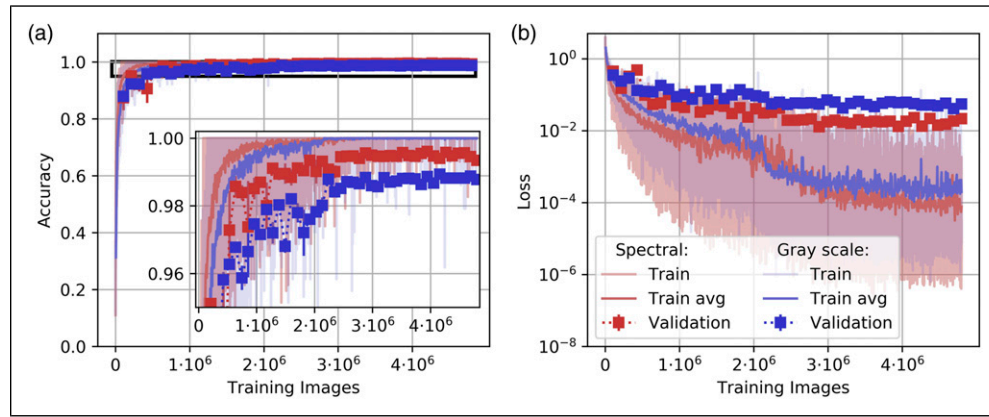 (a)
1.0
0.8
0.6
0.4
0.2
0.0
Accuracy
1.00
0.98
0.96
0 1·10⁶ 2·10⁶ 3·10⁶ 4·10⁶
0 1·10⁶ 2·10⁶ 3·10⁶ 4·10⁶
Training Images
(b)
10⁰
10⁻²
10⁻⁴
10⁻⁶
10⁻⁸
Loss
Spectral: Gray scale:
Train Train
Train avg Train avg
Validation Validation
0 1·10⁶ 2·10⁶ 3·10⁶ 4·10⁶
Training Images